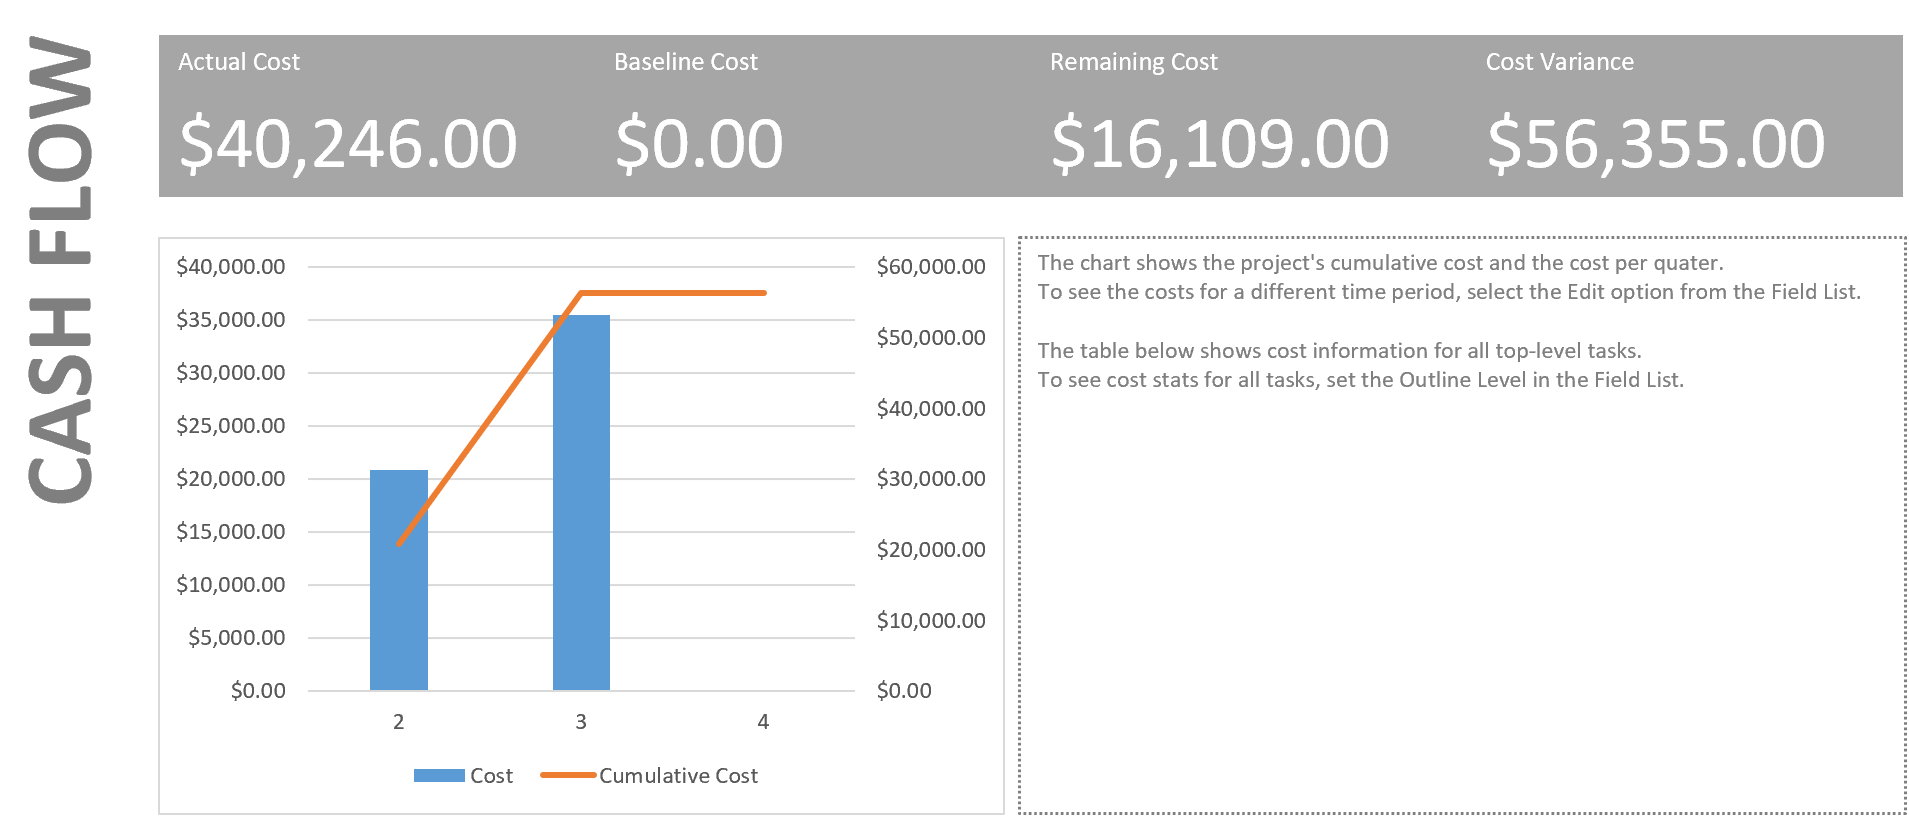 CASH FLOW
Actual Cost
$40,246.00
Baseline Cost
$0.00
Remaining Cost
$16,109.00
Cost Variance
$56,355.00
$40,000.00
$35,000.00
$30,000.00
$25,000.00
$20,000.00
$15,000.00
$10,000.00
$5,000.00
$0.00
$60,000.00
$50,000.00
$40,000.00
$30,000.00
$20,000.00
$10,000.00
$0.00
2 3 4
Cost Cumulative Cost
The chart shows the project's cumulative cost and the cost per quater.
To see the costs for a different time period, select the Edit option from the Field List.
The table below shows cost information for all top-level tasks.
To see cost stats for all tasks, set the Outline Level in the Field List.